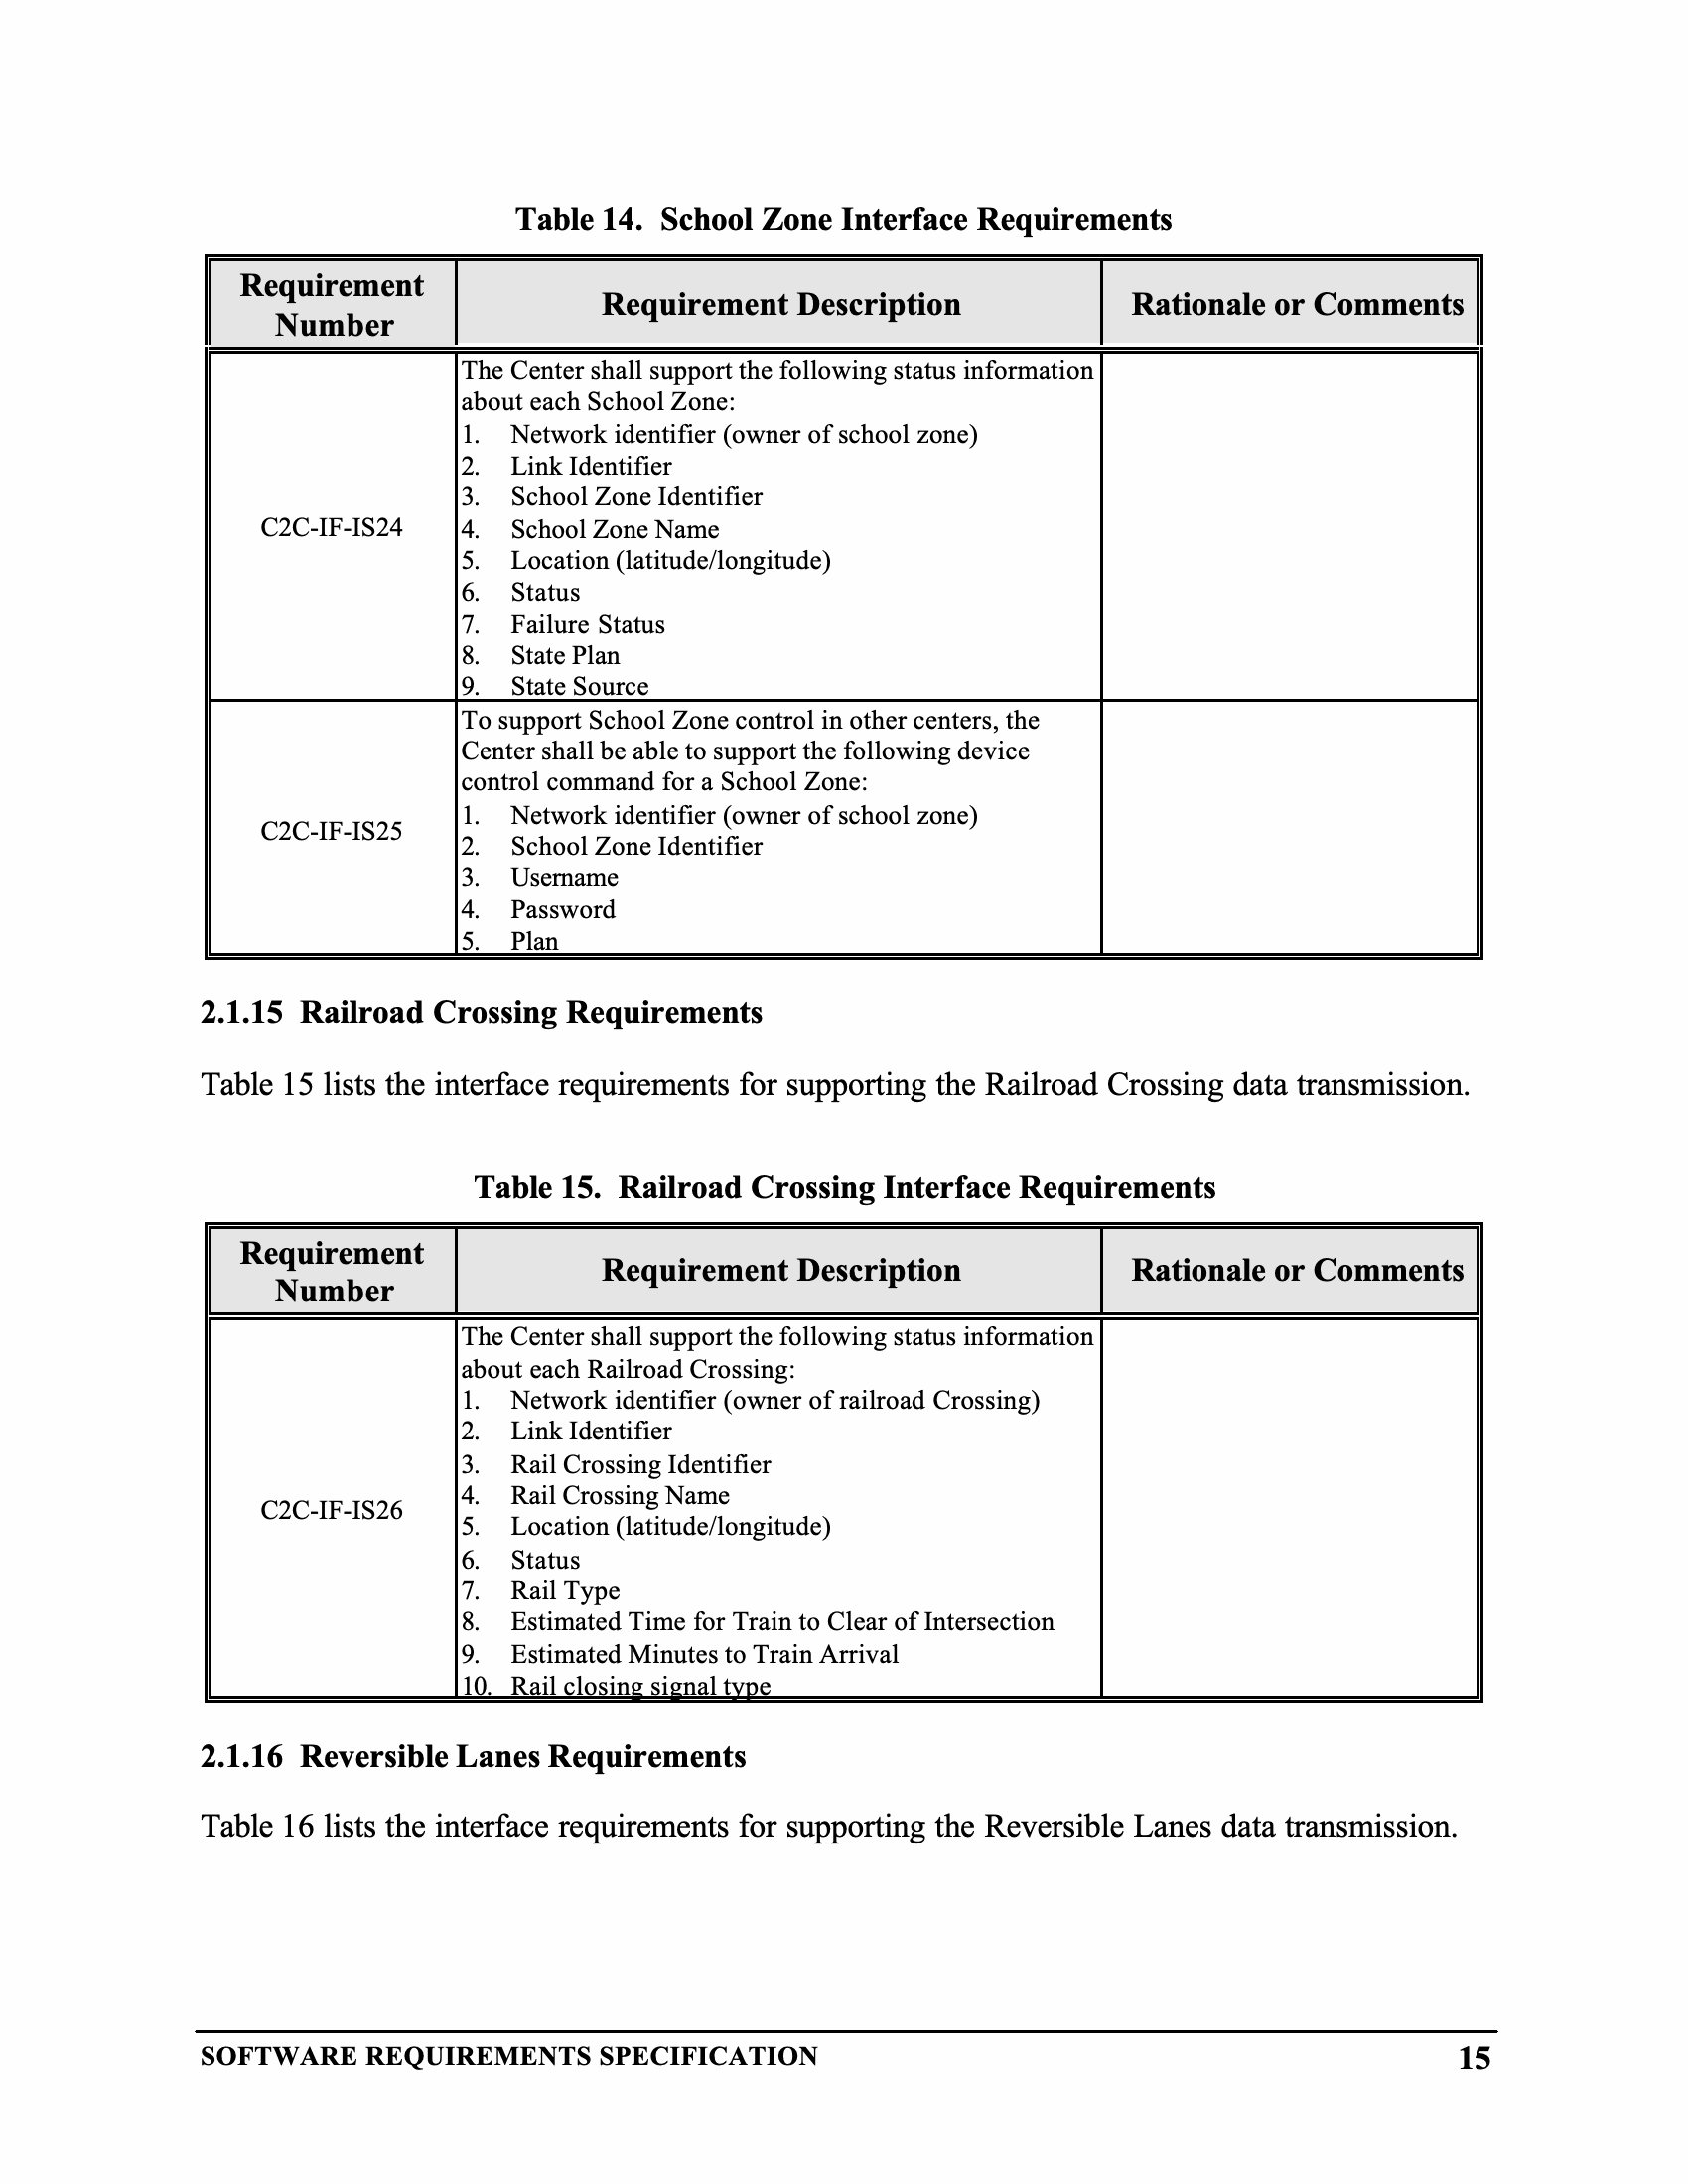 Table 14.  School Zone Interface Requirements
Requirement
Number
Requirement Description
Rationale or Comments
C2C-IF-IS24
The Center shall support the following status information
about each School Zone:
1. Network identifier (owner of school zone)
2. Link Identifier
3. School Zone Identifier
4. School Zone Name
5. Location (latitude/longitude)
6. Status
7. Failure Status
8. State Plan
9. State Source
C2C-IF-IS25
To support School Zone control in other centers, the
Center shall be able to support the following device
control command for a School Zone:
1. Network identifier (owner of school zone)
2. School Zone Identifier
3. Username
4. Password
5. Plan
2.1.15  Railroad Crossing Requirements
Table 15 lists the interface requirements for supporting the Railroad Crossing data transmission.
Table 15.  Railroad Crossing Interface Requirements
Requirement
Number
Requirement Description
Rationale or Comments
C2C-IF-IS26
The Center shall support the following status information
about each Railroad Crossing:
1. Network identifier (owner of railroad Crossing)
2. Link Identifier
3. Rail Crossing Identifier
4. Rail Crossing Name
5. Location (latitude/longitude)
6. Status
7. Rail Type
8. Estimated Time for Train to Clear of Intersection
9. Estimated Minutes to Train Arrival
10. Rail closing signal type
2.1.16  Reversible Lanes Requirements
Table 16 lists the interface requirements for supporting the Reversible Lanes data transmission.
SOFTWARE REQUIREMENTS SPECIFICATION 15